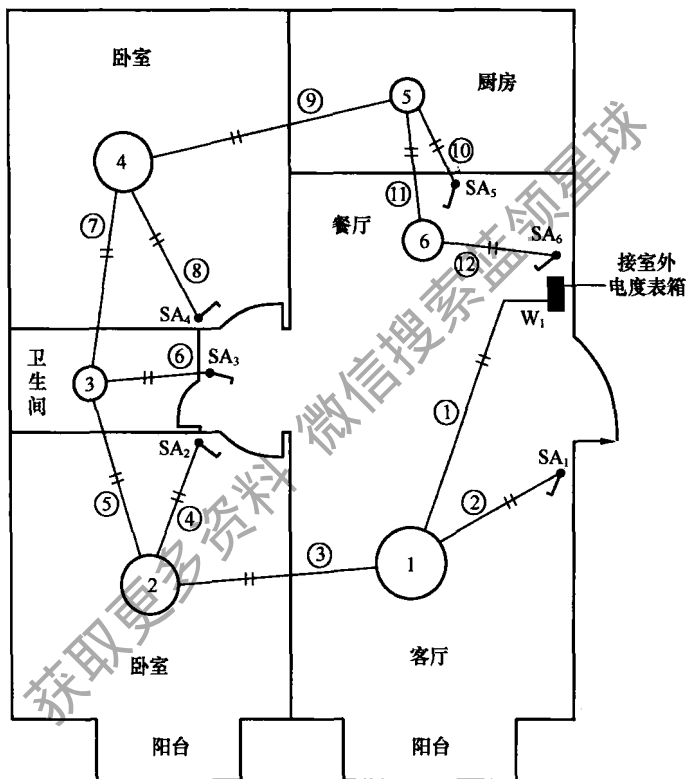 卧室
厨房
⑨
5
4
⑩
SA₅
⑦
⑪
餐厅
6
SA₆
⑧
⑫
接室外
电度表箱
SA₄
W₁
卫生间
⑥
SA₃
3
①
SA₂
SA₁
⑤
④
②
③
1
2
卧室
客厅
阳台
阳台
获取更多资料 微信搜索蓝领星球